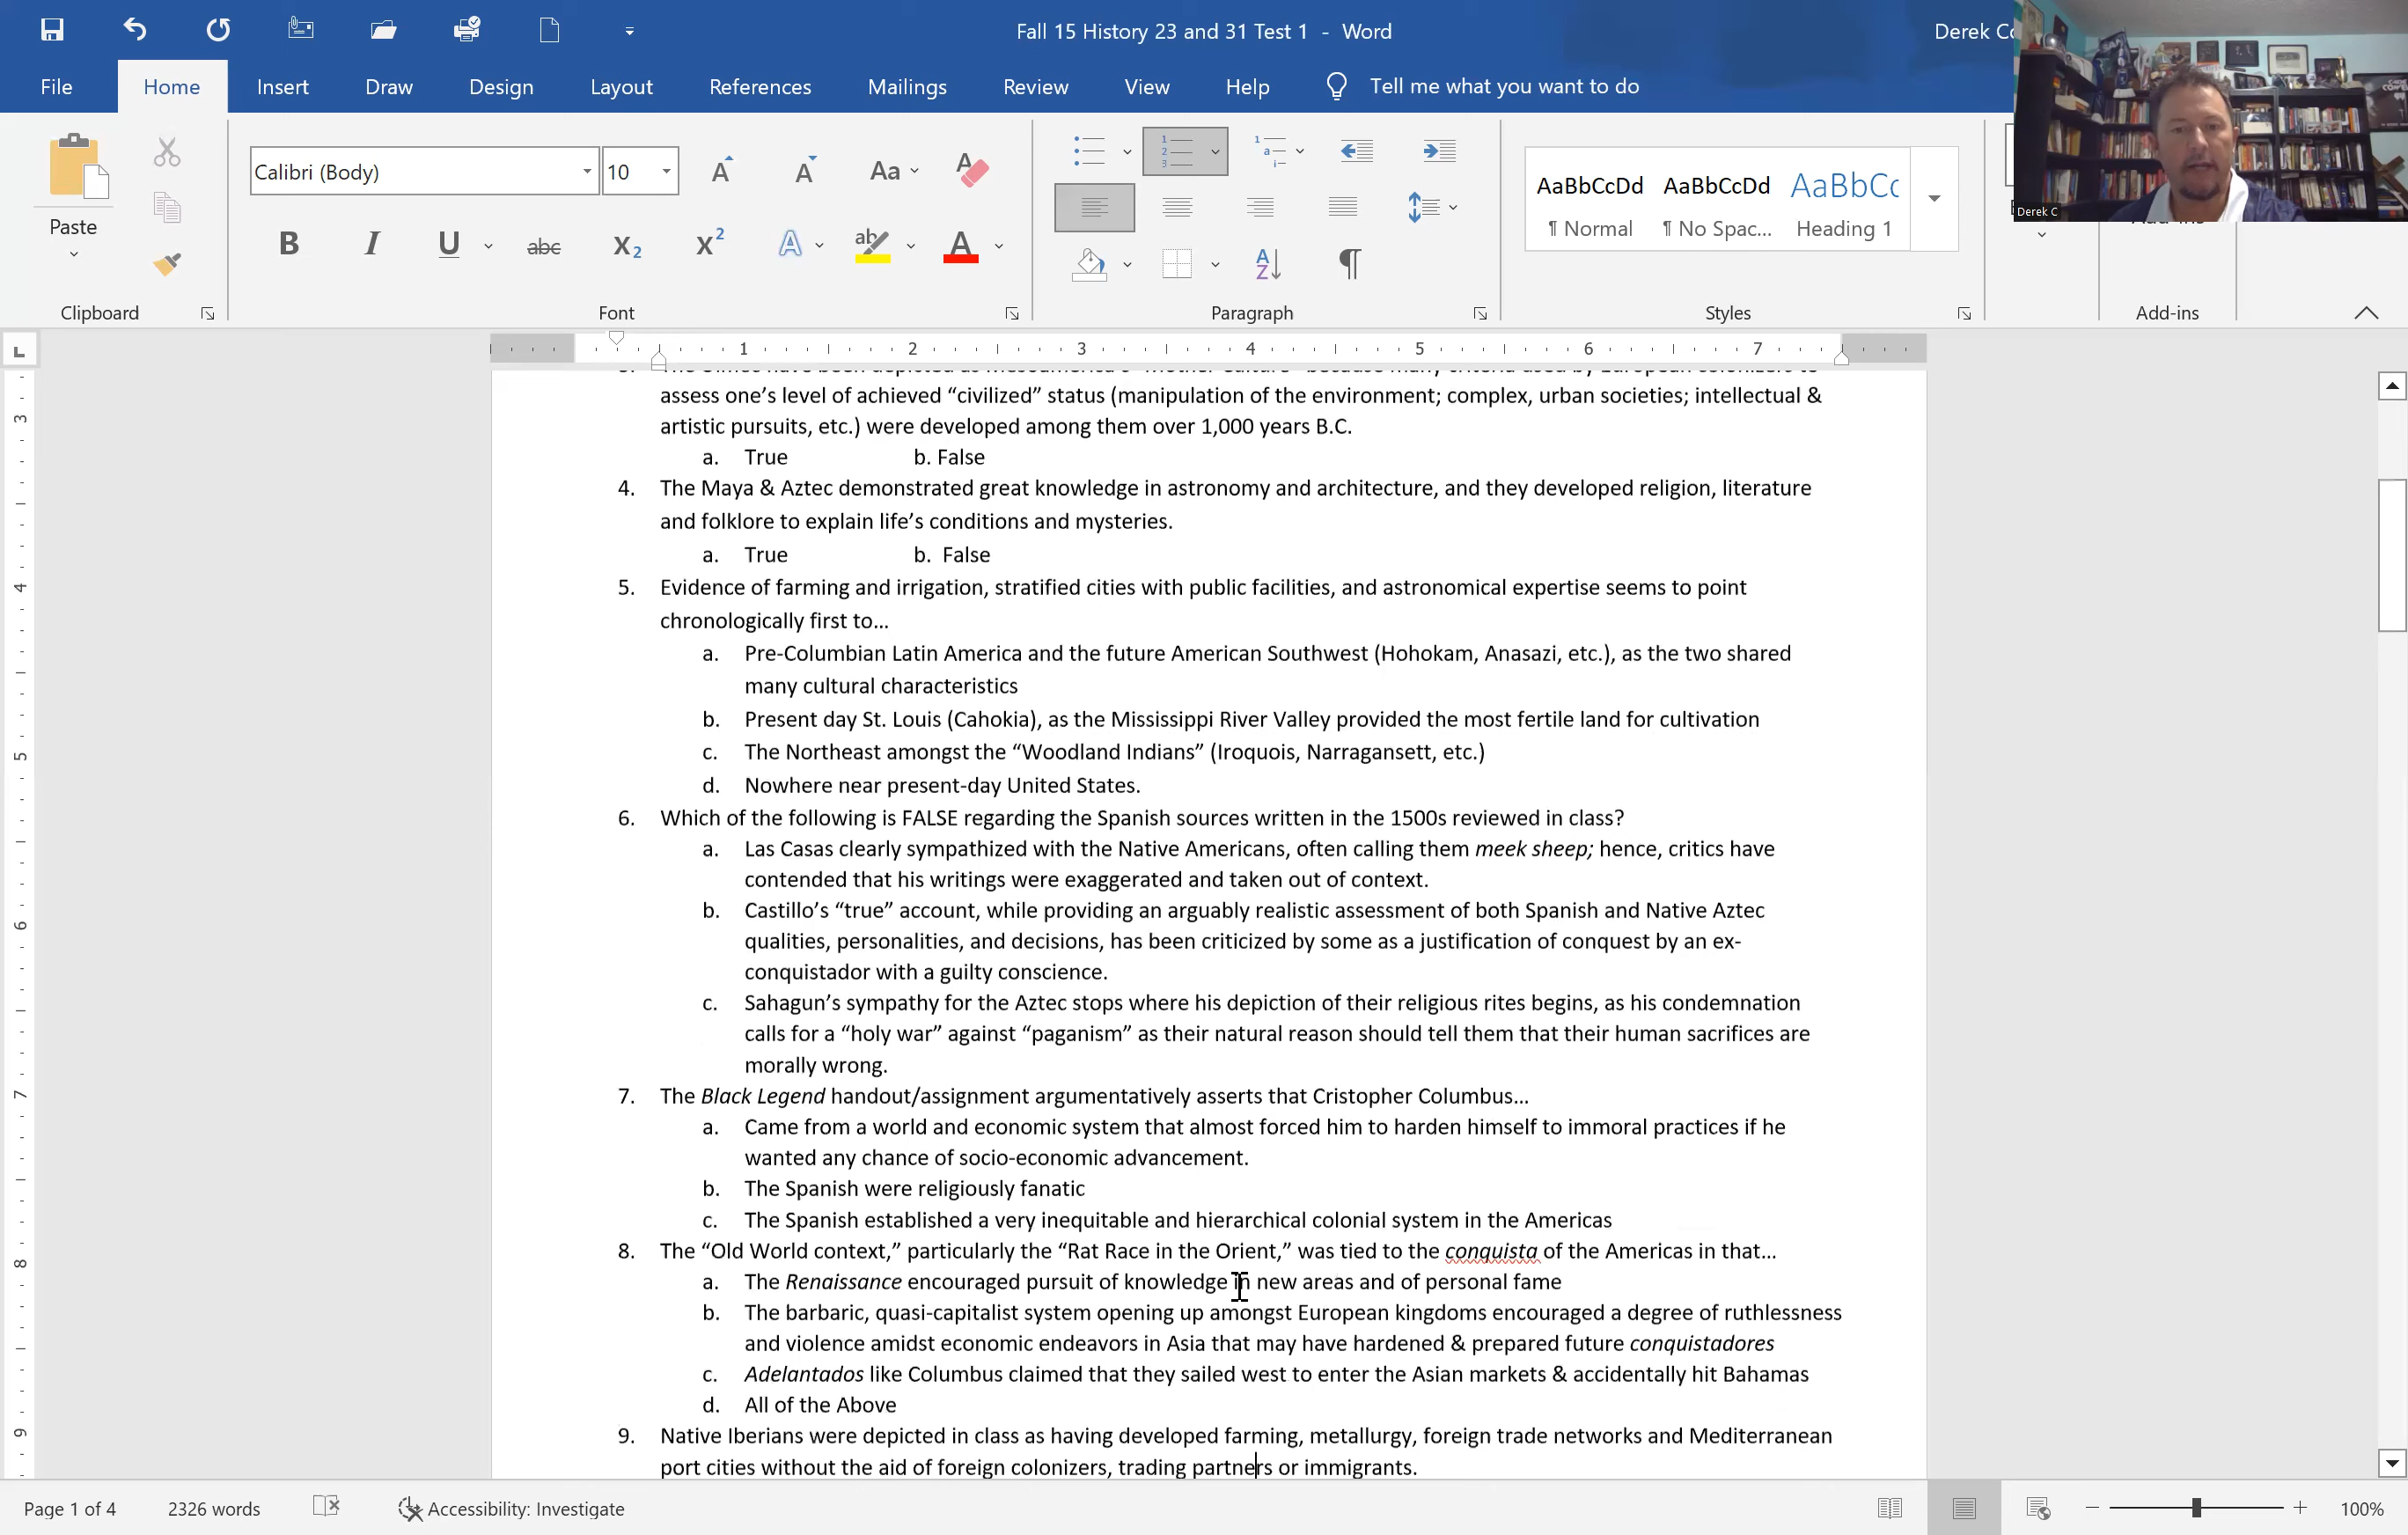 Fall 15 History 23 and 31 Test 1 - Word
Derek
File Home Insert Draw Design Layout References Mailings Review View Help Tell me what you want to do
Derek C
Paste
Calibri (Body) 10
Aa
B I U abc X2 X2 A ab A
AaBbCcDd AaBbCcDd AaBbCc
¶ Normal ¶ No Spac... Heading 1
Clipboard Font Paragraph Styles Add-ins
1 2 3 4 5 6 7
assess one's level of achieved "civilized" status (manipulation of the environment; complex, urban societies; intellectual &
artistic pursuits, etc.) were developed among them over 1,000 years B.C.
a. True b. False
4. The Maya & Aztec demonstrated great knowledge in astronomy and architecture, and they developed religion, literature
and folklore to explain life's conditions and mysteries.
a. True b. False
5. Evidence of farming and irrigation, stratified cities with public facilities, and astronomical expertise seems to point
chronologically first to...
a. Pre-Columbian Latin America and the future American Southwest (Hohokam, Anasazi, etc.), as the two shared
many cultural characteristics
b. Present day St. Louis (Cahokia), as the Mississippi River Valley provided the most fertile land for cultivation
c. The Northeast amongst the "Woodland Indians" (Iroquois, Narragansett, etc.)
d. Nowhere near present-day United States.
6. Which of the following is FALSE regarding the Spanish sources written in the 1500s reviewed in class?
a. Las Casas clearly sympathized with the Native Americans, often calling them meek sheep; hence, critics have
contended that his writings were exaggerated and taken out of context.
b. Castillo's "true" account, while providing an arguably realistic assessment of both Spanish and Native Aztec
qualities, personalities, and decisions, has been criticized by some as a justification of conquest by an ex-
conquistador with a guilty conscience.
c. Sahagun's sympathy for the Aztec stops where his depiction of their religious rites begins, as his condemnation
calls for a "holy war" against "paganism" as their natural reason should tell them that their human sacrifices are
morally wrong.
7. The Black Legend handout/assignment argumentatively asserts that Cristopher Columbus...
a. Came from a world and economic system that almost forced him to harden himself to immoral practices if he
wanted any chance of socio-economic advancement.
b. The Spanish were religiously fanatic
c. The Spanish established a very inequitable and hierarchical colonial system in the Americas
8. The "Old World context," particularly the "Rat Race in the Orient," was tied to the conquista of the Americas in that...
a. The Renaissance encouraged pursuit of knowledge in new areas and of personal fame
b. The barbaric, quasi-capitalist system opening up amongst European kingdoms encouraged a degree of ruthlessness
and violence amidst economic endeavors in Asia that may have hardened & prepared future conquistadores
c. Adelantados like Columbus claimed that they sailed west to enter the Asian markets & accidentally hit Bahamas
d. All of the Above
9. Native Iberians were depicted in class as having developed farming, metallurgy, foreign trade networks and Mediterranean
port cities without the aid of foreign colonizers, trading partners or immigrants.
Page 1 of 4 2326 words Accessibility: Investigate 100%